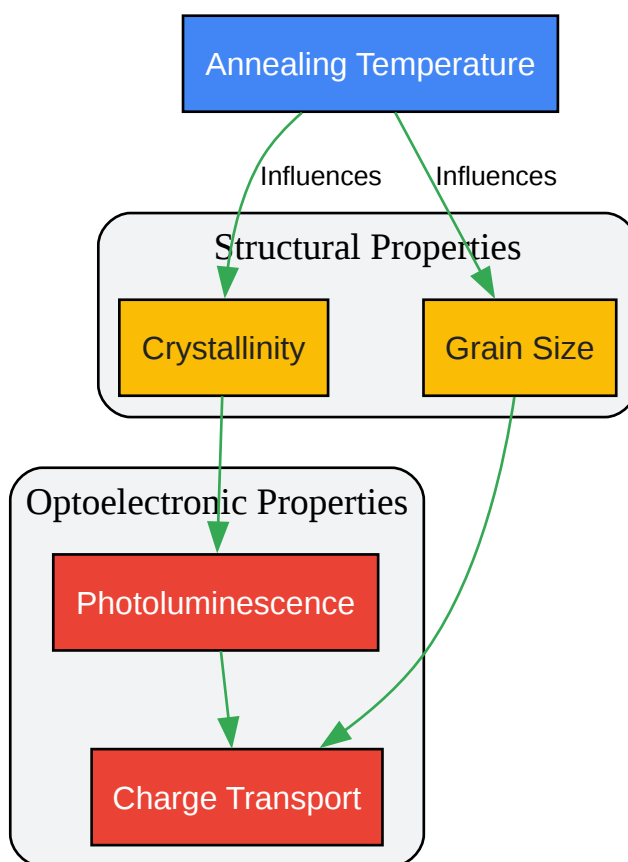 Annealing Temperature
Influences
Influences
Structural Properties
Crystallinity
Grain Size
Optoelectronic Properties
Photoluminescence
Charge Transport